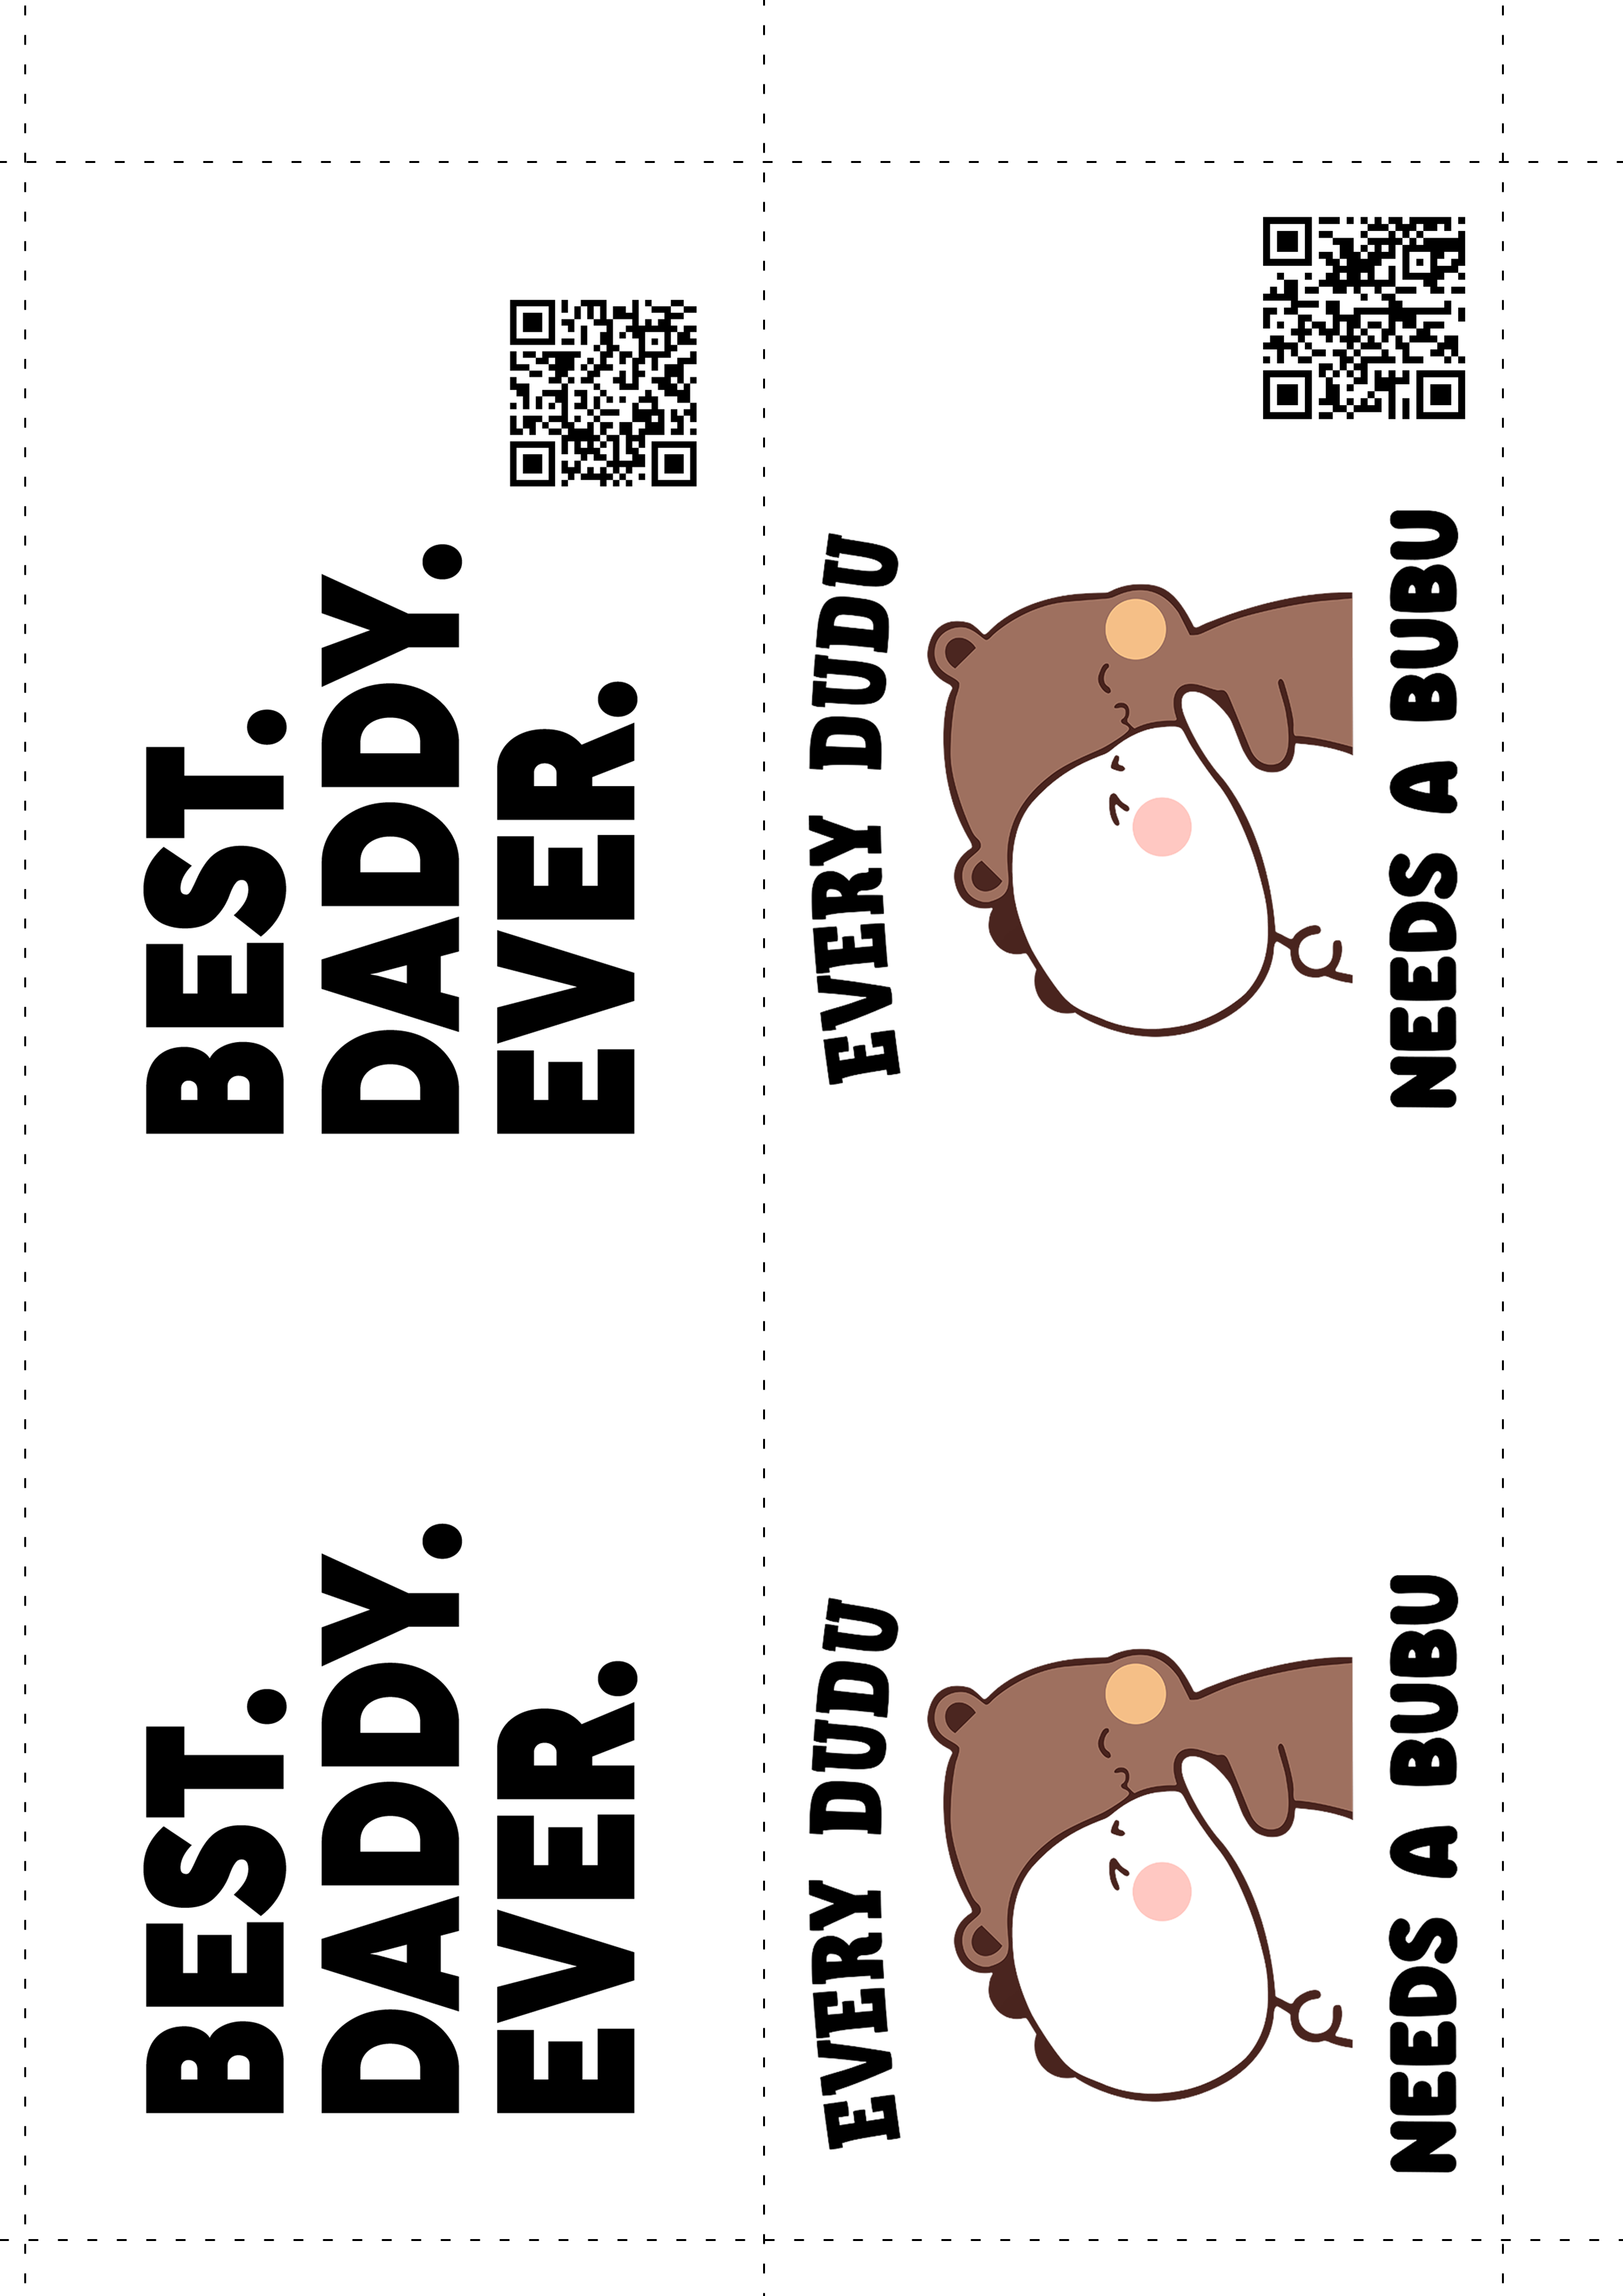 BEST.
DADDY.
EVER.
BEST.
DADDY.
EVER.
EVERY DUDU
NEEDS A BUBU
EVERY DUDU
NEEDS A BUBU